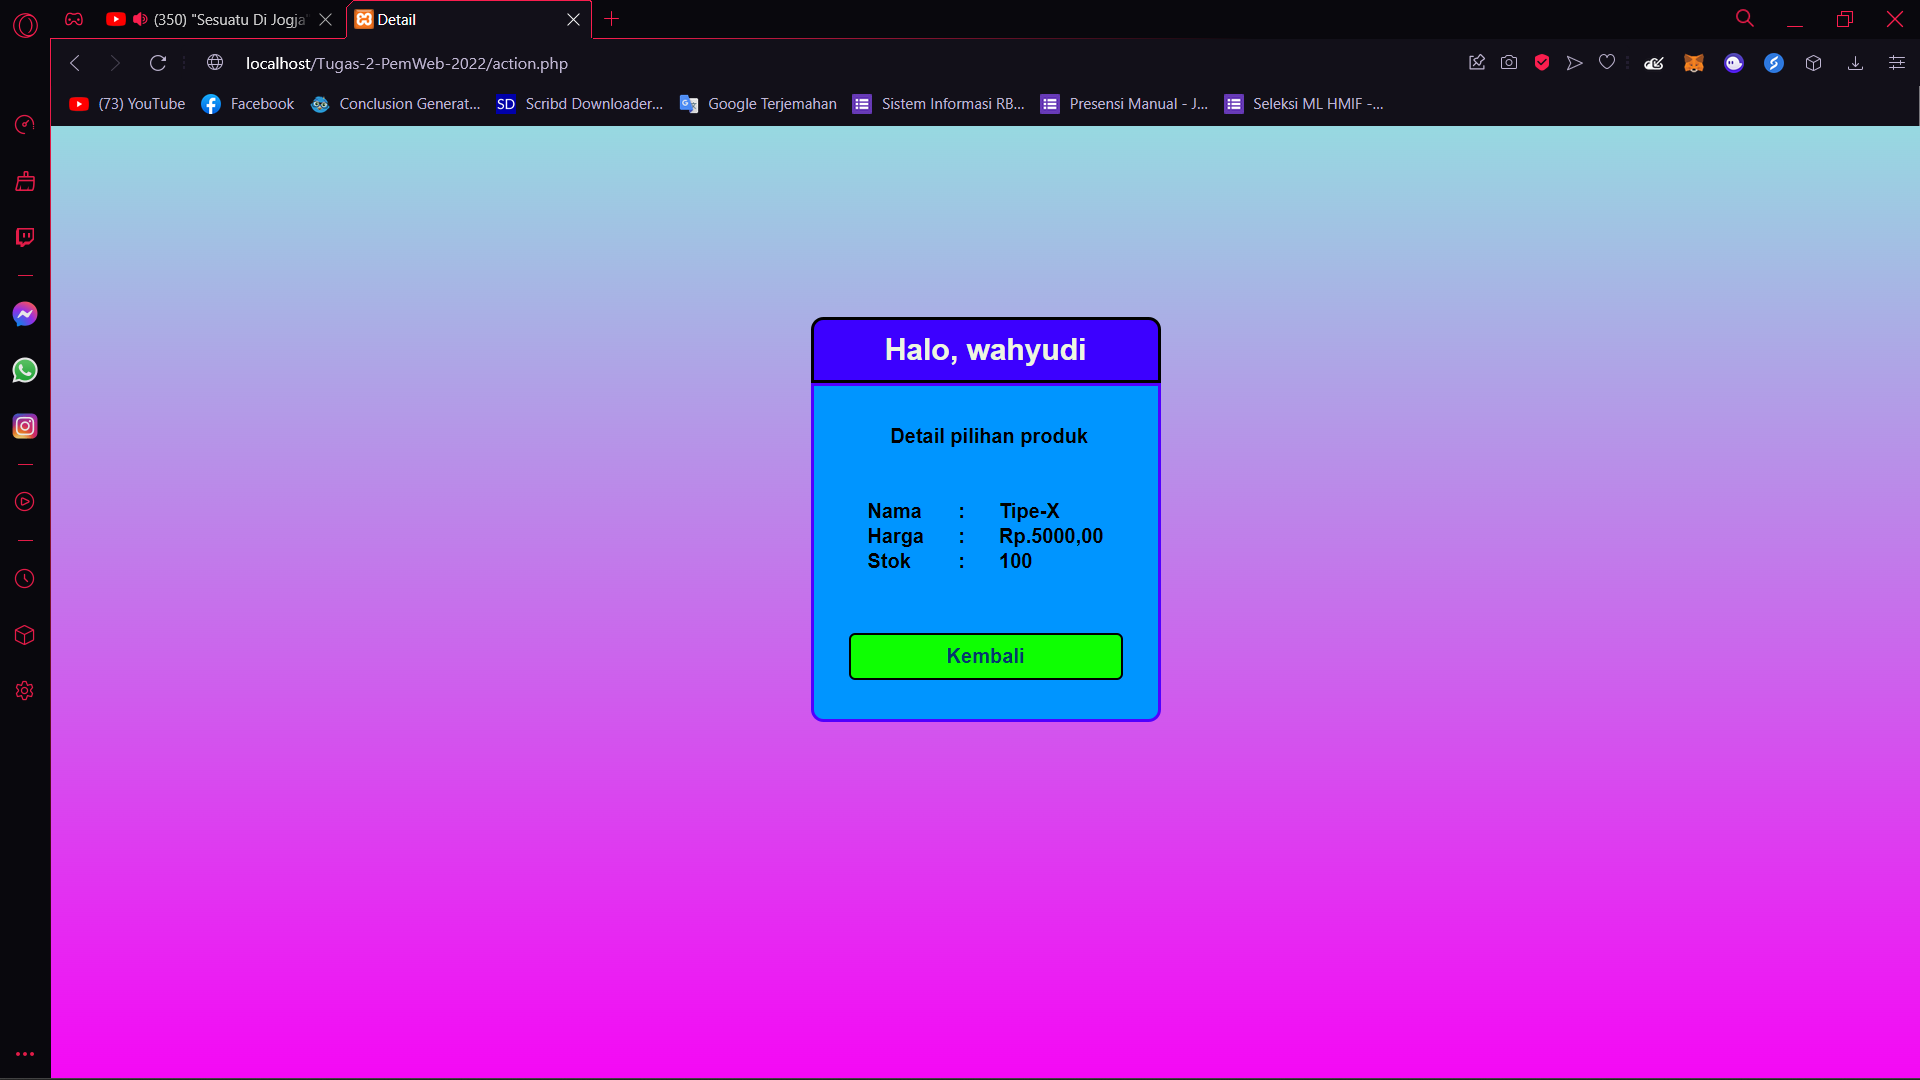 (350) "Sesuatu Di Jogja
Detail
localhost/Tugas-2-PemWeb-2022/action.php
(73) YouTube
Facebook
Conclusion Generat...
SD
Scribd Downloader...
Google Terjemahan
Sistem Informasi RB...
Presensi Manual - J...
Seleksi ML HMIF -...
Halo, wahyudi
Detail pilihan produk
Nama : Tipe-X
Harga : Rp.5000,00
Stok : 100
Kembali